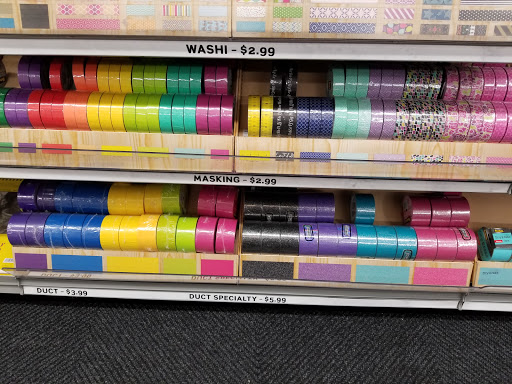 WASHI - $2.99
MASKING - $2.99
DUCT - $3.99
DUCT SPECIALTY - $5.99